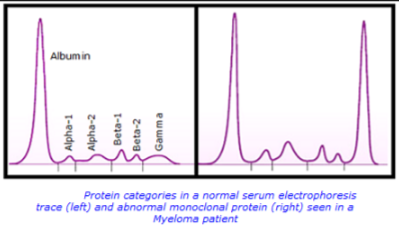 Albumin
Alpha-1
Alpha-2
Beta-1
Beta-2
Gamma
Protein categories in a normal serum electrophoresis
trace (left) and abnormal monoclonal protein (right) seen in a
Myeloma patient